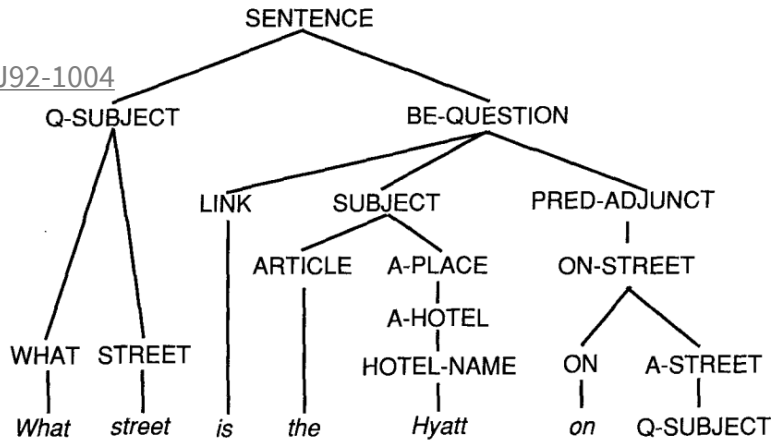 SENTENCE
J92-1004
Q-SUBJECT BE-QUESTION
LINK SUBJECT PRED-ADJUNCT
ARTICLE A-PLACE ON-STREET
A-HOTEL
WHAT STREET HOTEL-NAME ON A-STREET
What street is the Hyatt on Q-SUBJECT